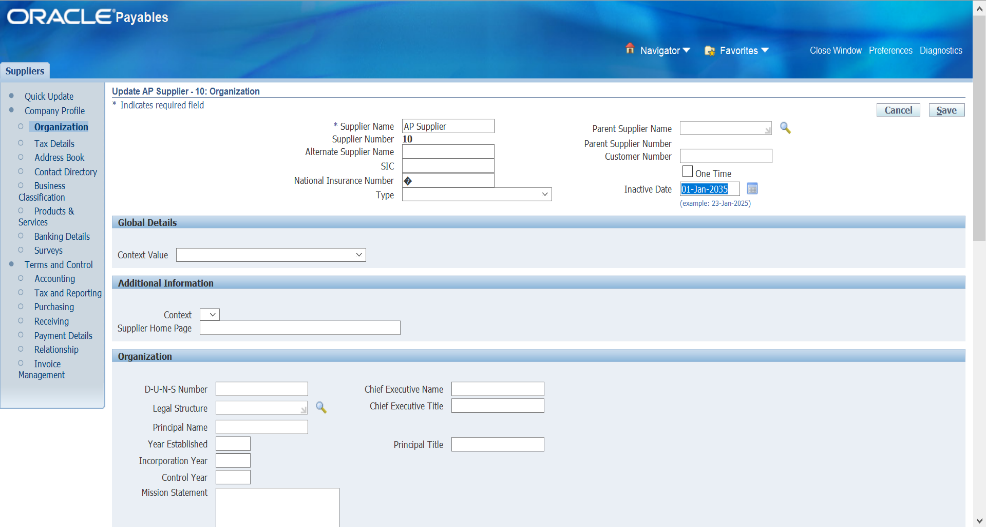 ORACLE® Payables
Navigator Favorites Close Window Preferences Diagnostics
Suppliers
Quick Update
Company Profile
Organization
Tax Details
Address Book
Contact Directory
Business
Classification
Products &
Services
Banking Details
Surveys
Terms and Control
Accounting
Tax and Reporting
Purchasing
Receiving
Payment Details
Relationship
Invoice
Management
Update AP Supplier - 10: Organization
* Indicates required field
Cancel Save
* Supplier Name AP Supplier
Supplier Number 10
Alternate Supplier Name
SIC
National Insurance Number �
Type
Parent Supplier Name
Parent Supplier Number
Customer Number
One Time
Inactive Date 01-Jan-2035
(example: 23-Jan-2025)
Global Details
Context Value
Additional Information
Context
Supplier Home Page
Organization
D-U-N-S Number
Legal Structure
Principal Name
Year Established
Incorporation Year
Control Year
Mission Statement
Chief Executive Name
Chief Executive Title
Principal Title